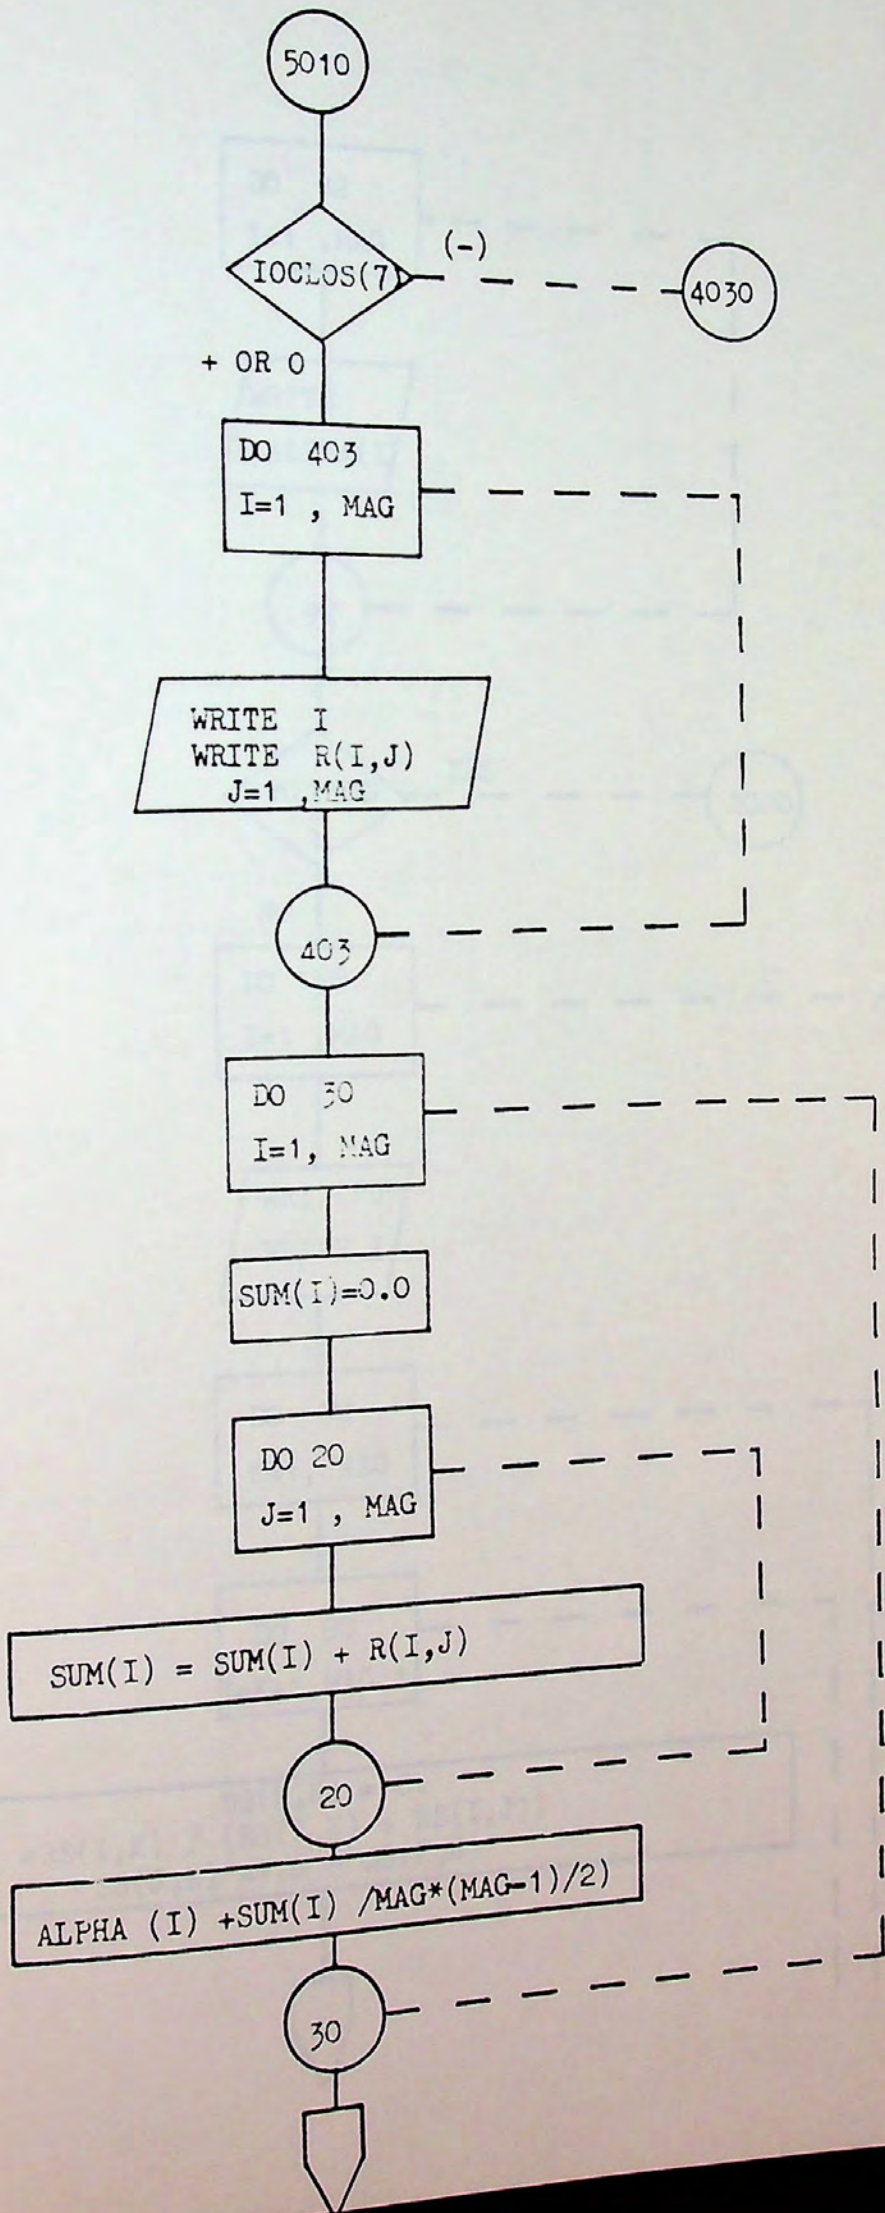 5010
IOCLOS(7)
(-)
4030
+ OR 0
DO 403
I=1 , MAG
WRITE I
WRITE R(I,J)
J=1 ,MAG
403
DO 30
I=1, MAG
SUM(I)=0.0
DO 20
J=1 , MAG
SUM(I) = SUM(I) + R(I,J)
20
ALPHA (I) +SUM(I) /MAG*(MAG-1)/2)
30